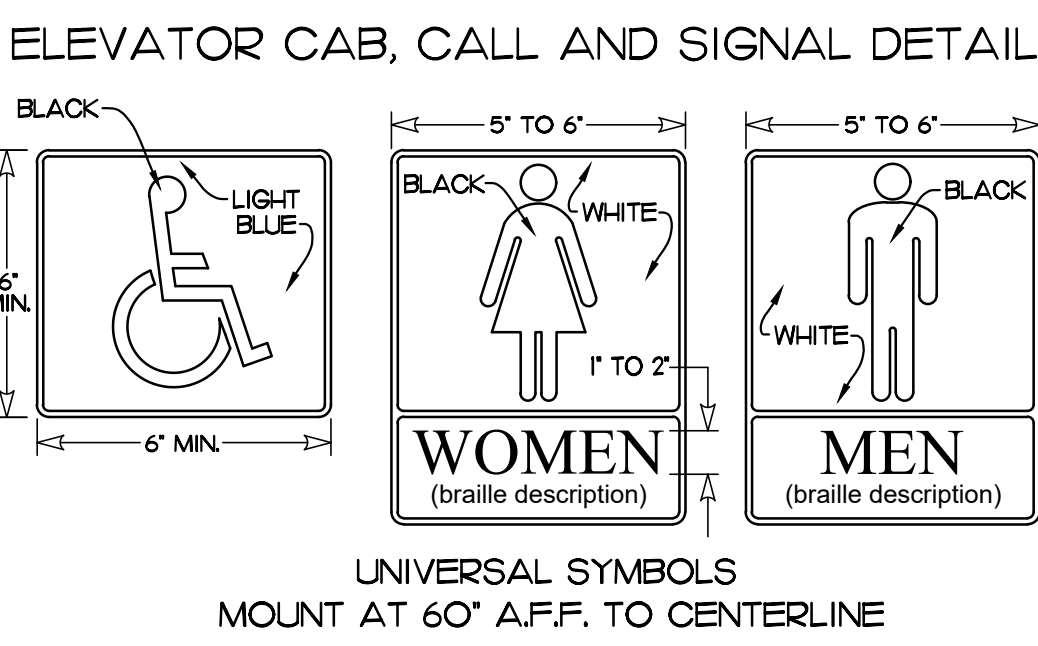 ELEVATOR CAB, CALL AND SIGNAL DETAIL
BLACK
LIGHT
BLUE
6"
MIN.
6" MIN.
5" TO 6"
BLACK
WHITE
1" TO 2"
WOMEN
(braille description)
5" TO 6"
BLACK
WHITE
MEN
(braille description)
UNIVERSAL SYMBOLS
MOUNT AT 60" A.F.F. TO CENTERLINE